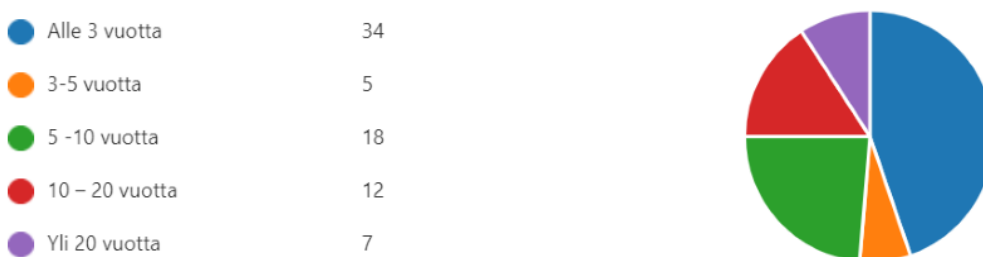 Alle 3 vuotta 34
3-5 vuotta 5
5 -10 vuotta 18
10 – 20 vuotta 12
Yli 20 vuotta 7